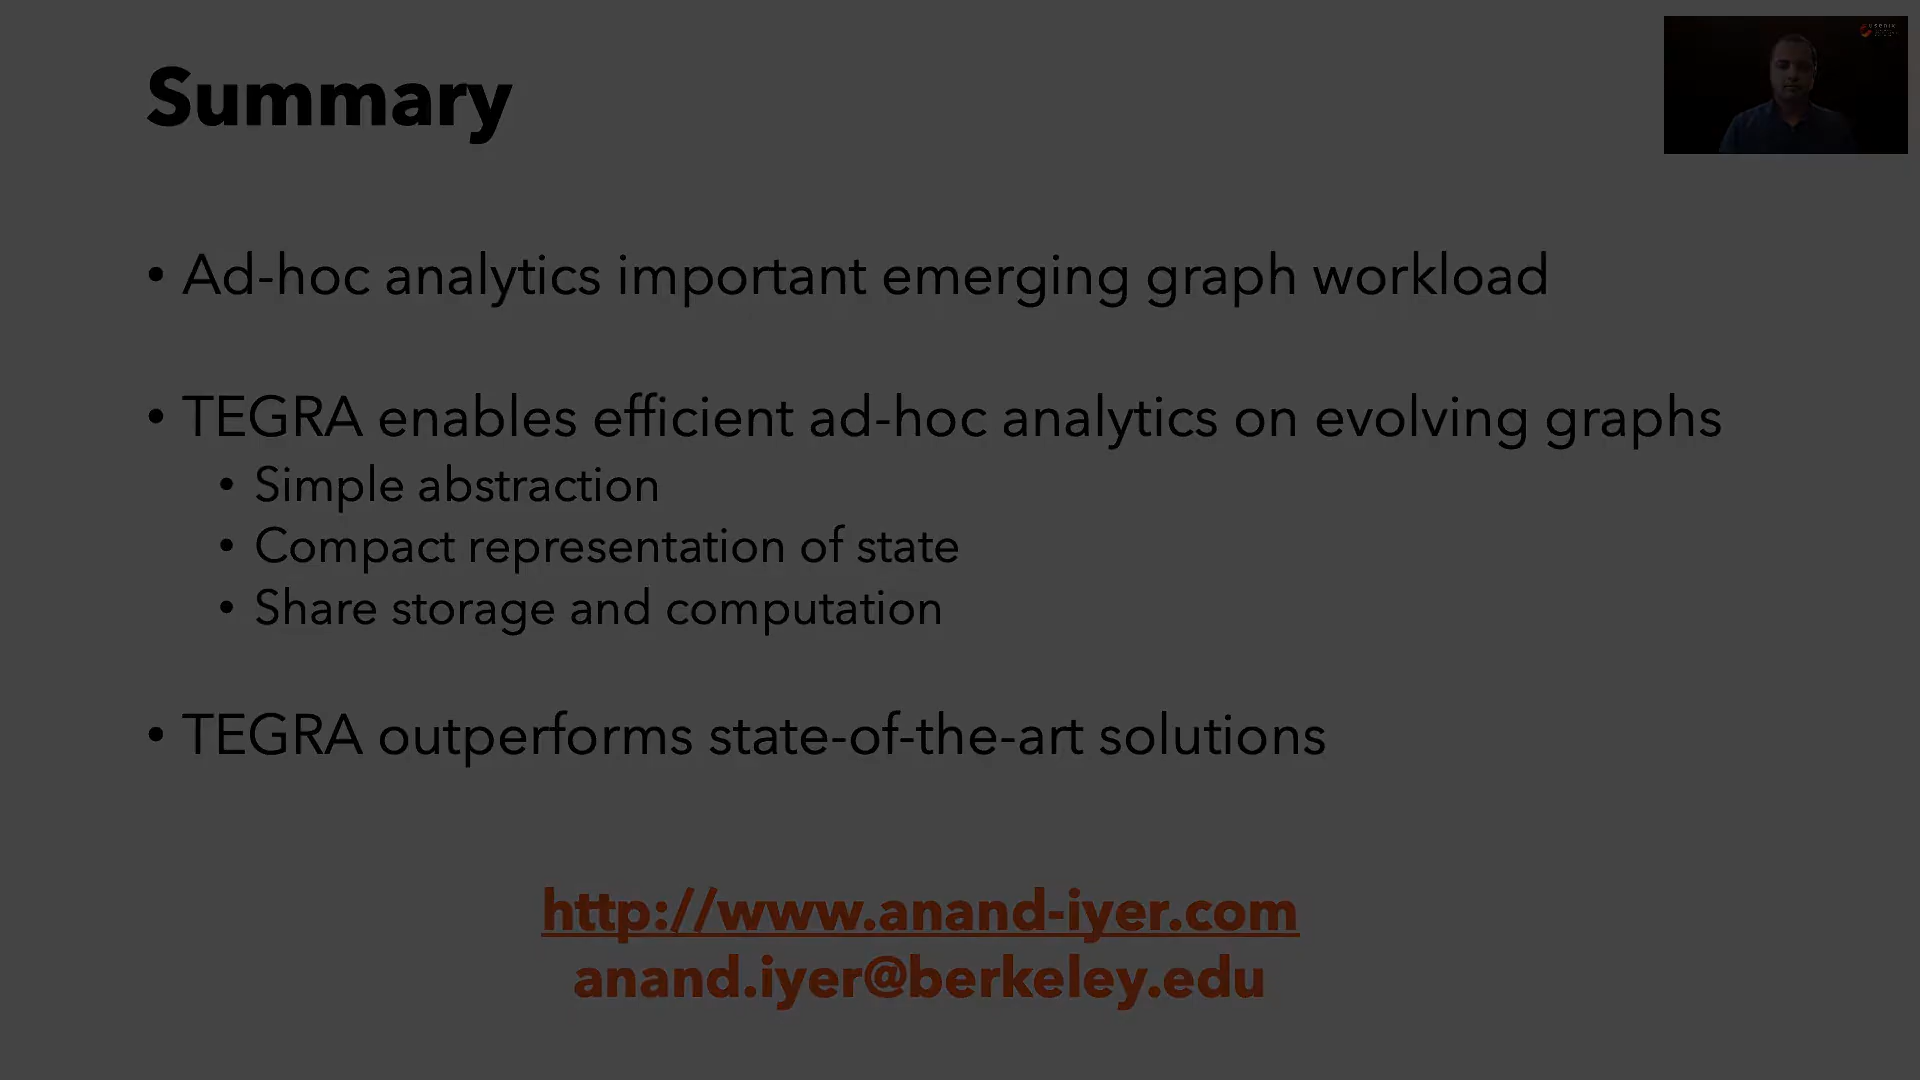 Summary
• Ad-hoc analytics important emerging graph workload
• TEGRA enables efficient ad-hoc analytics on evolving graphs
• Simple abstraction
• Compact representation of state
• Share storage and computation
• TEGRA outperforms state-of-the-art solutions
http://www.anand-iyer.com
anand.iyer@berkeley.edu